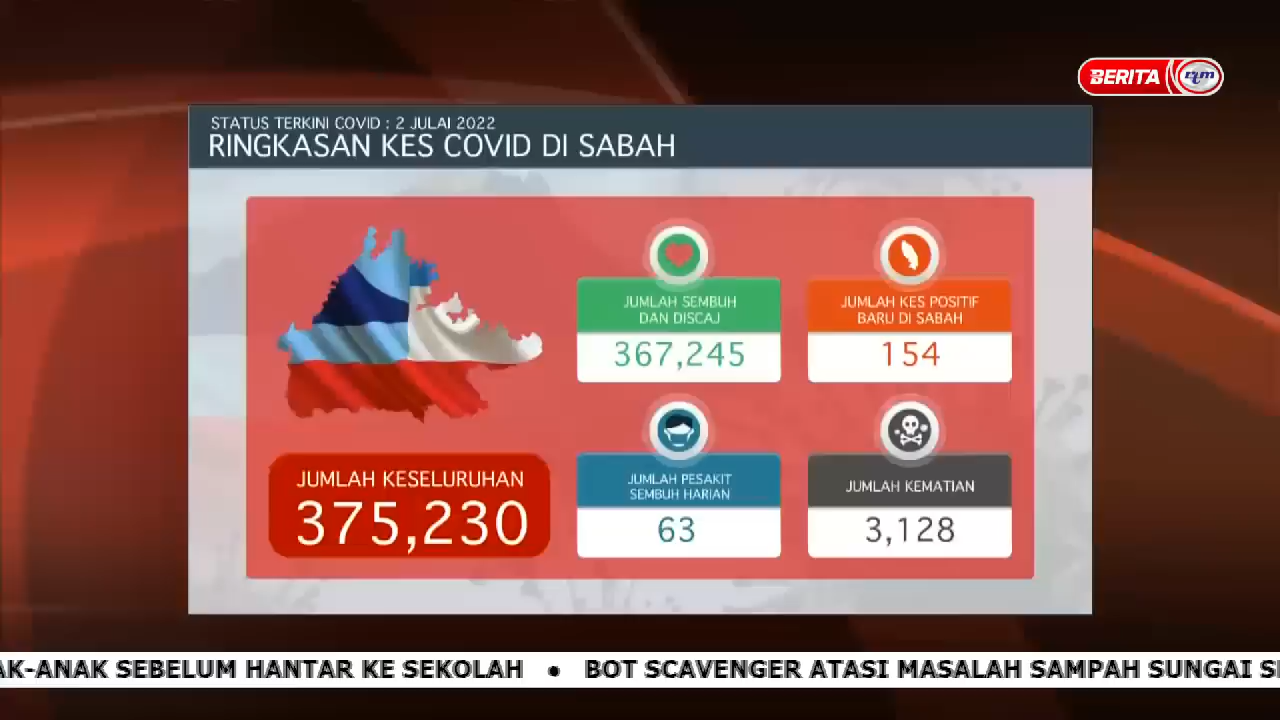 BERITA rtm
STATUS TERKINI COVID : 2 JULAI 2022
RINGKASAN KES COVID DI SABAH
JUMLAH SEMBUH
DAN DISCAJ
367,245
JUMLAH KES POSITIF
BARU DI SABAH
154
JUMLAH KESELURUHAN
375,230
JUMLAH PESAKIT
SEMBUH HARIAN
63
JUMLAH KEMATIAN
3,128
AK-ANAK SEBELUM HANTAR KE SEKOLAH • BOT SCAVENGER ATASI MASALAH SAMPAH SUNGAI